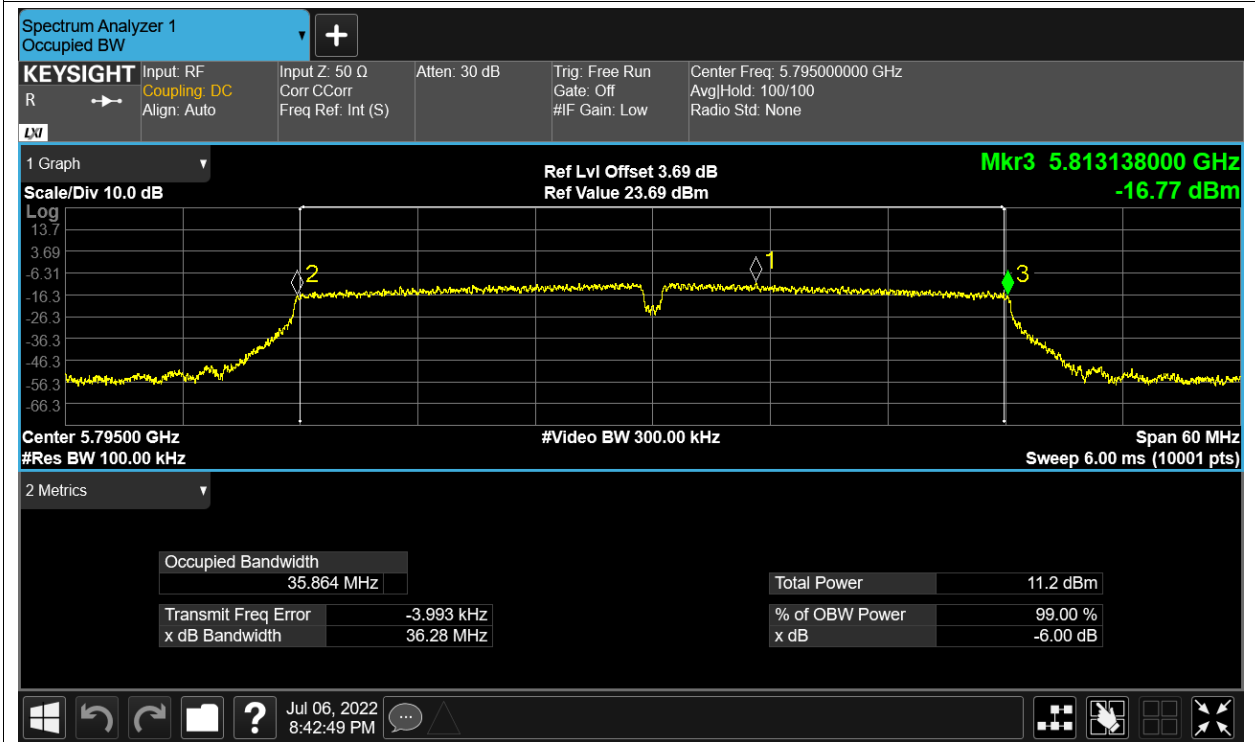 Spectrum Analyzer 1
Occupied BW
KEYSIGHT
R
LXI
Input: RF
Coupling: DC
Align: Auto
Input Z: 50 Ω
Corr CCorr
Freq Ref: Int (S)
Atten: 30 dB
Trig: Free Run
Gate: Off
#IF Gain: Low
Center Freq: 5.795000000 GHz
Avg|Hold: 100/100
Radio Std: None
1 Graph
Scale/Div 10.0 dB
Ref Lvl Offset 3.69 dB
Ref Value 23.69 dBm
Mkr3 5.813138000 GHz
-16.77 dBm
Log
13.7
3.69
-6.31
-16.3
-26.3
-36.3
-46.3
-56.3
-66.3
2
1
3
Center 5.79500 GHz
#Video BW 300.00 kHz
Span 60 MHz
#Res BW 100.00 kHz
Sweep 6.00 ms (10001 pts)
2 Metrics
Occupied Bandwidth
35.864 MHz
Transmit Freq Error -3.993 kHz
x dB Bandwidth 36.28 MHz
Total Power 11.2 dBm
% of OBW Power 99.00 %
x dB -6.00 dB
?
Jul 06, 2022
8:42:49 PM